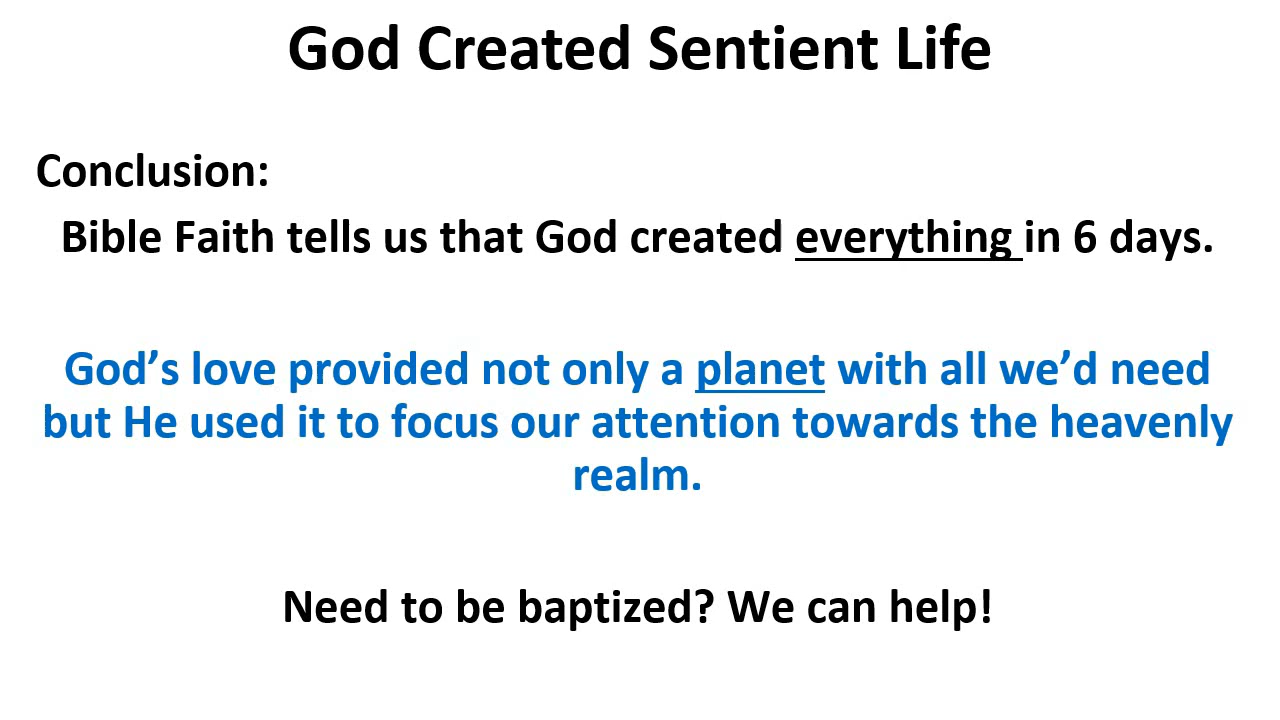 God Created Sentient Life
Conclusion:
Bible Faith tells us that God created everything in 6 days.
God’s love provided not only a planet with all we’d need
but He used it to focus our attention towards the heavenly
realm.
Need to be baptized? We can help!